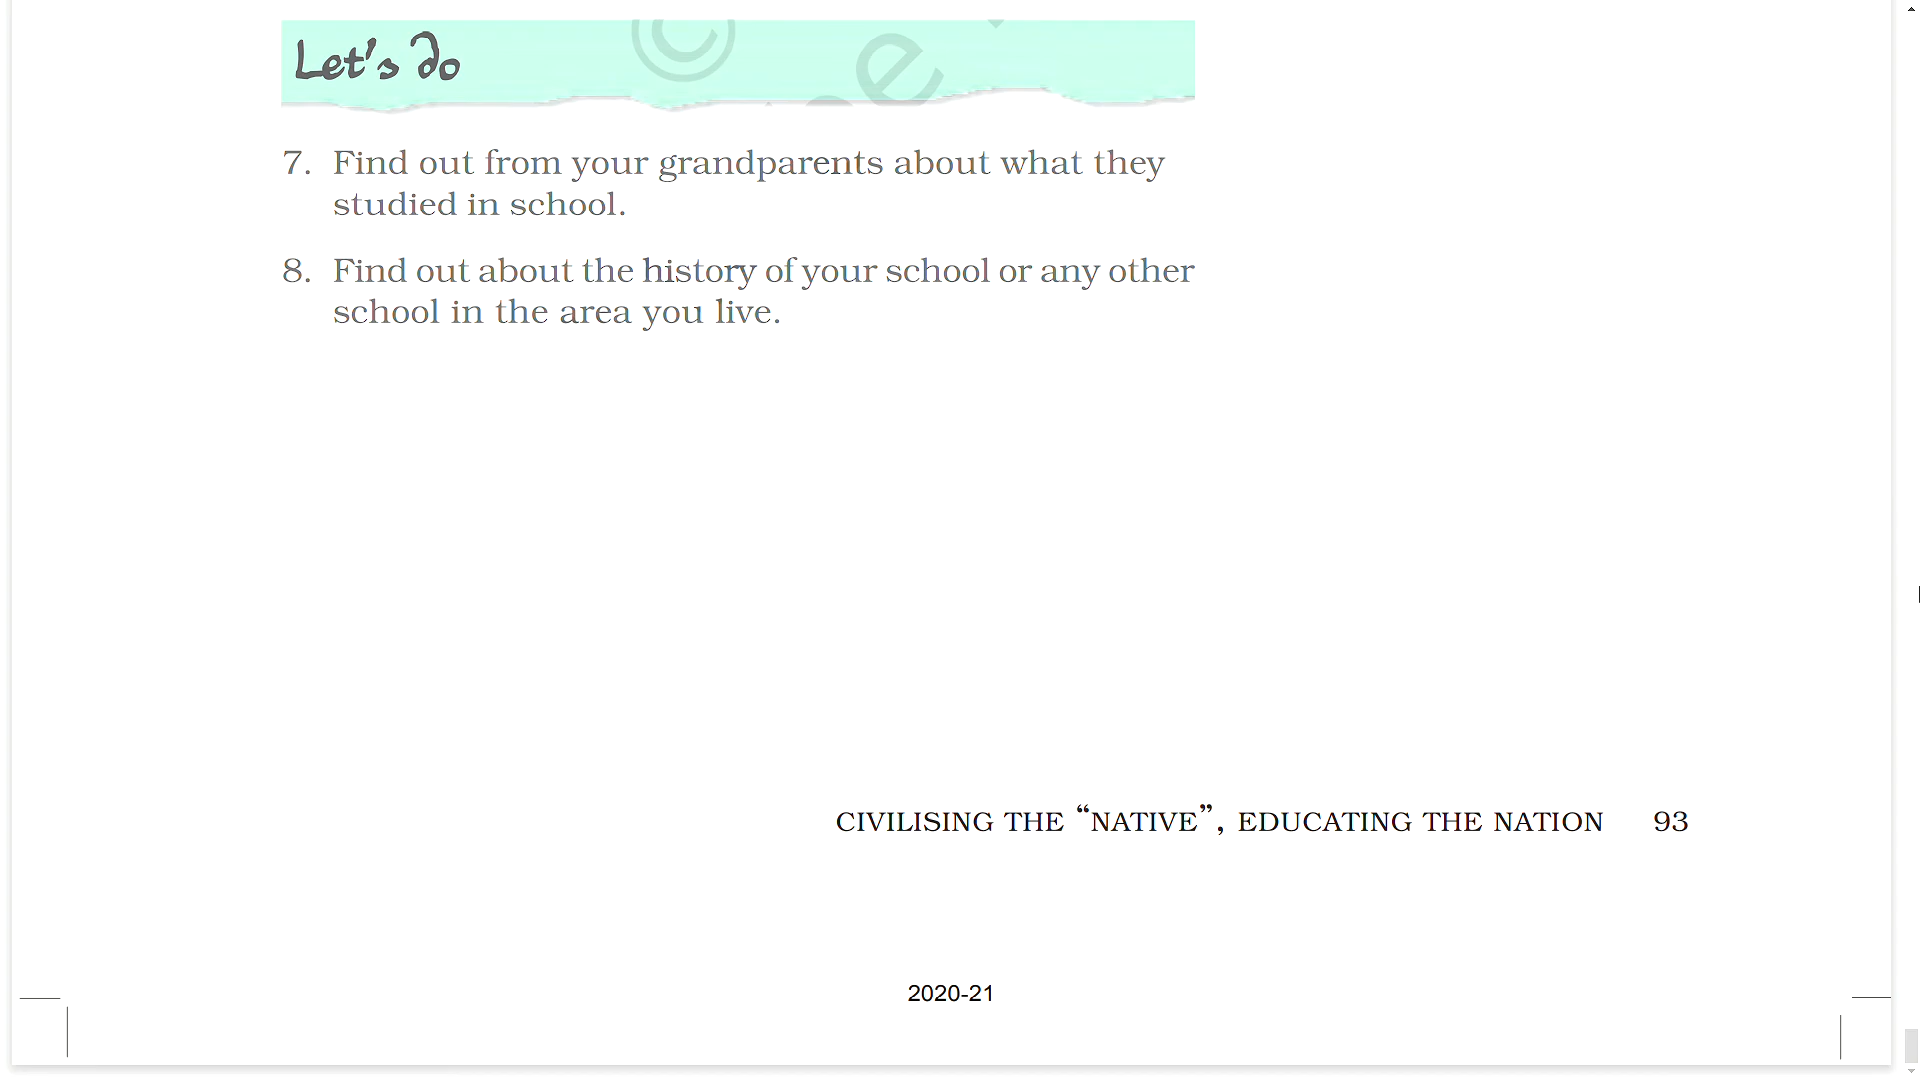 Let's do
7. Find out from your grandparents about what they
studied in school.
8. Find out about the history of your school or any other
school in the area you live.
CIVILISING THE “NATIVE”, EDUCATING THE NATION 93
2020-21